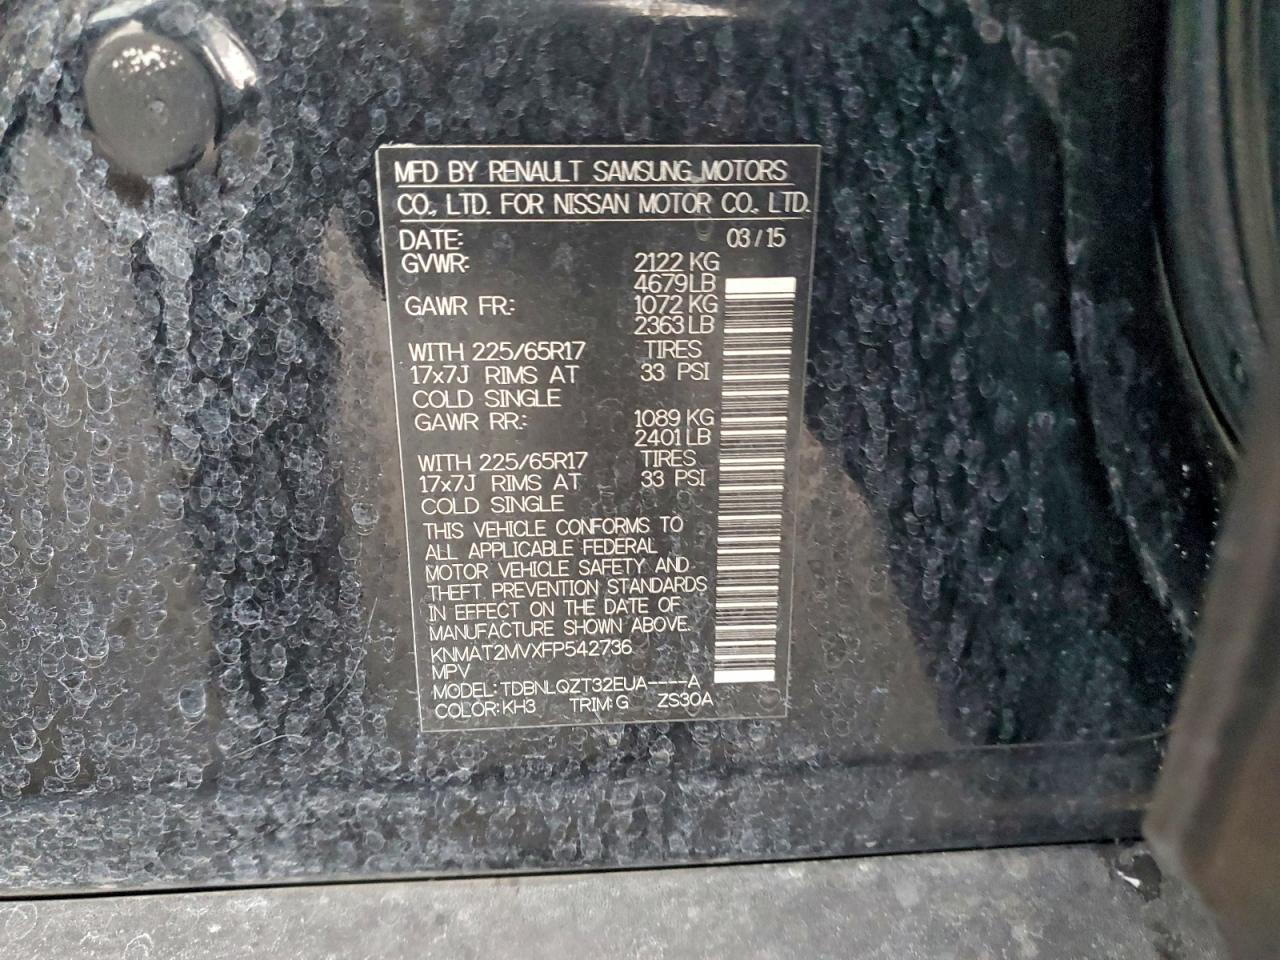 MFD BY RENAULT SAMSUNG MOTORS
CO., LTD. FOR NISSAN MOTOR CO., LTD.
DATE: 03/15
GVWR: 2122 KG
4679LB
GAWR FR: 1072 KG
2363LB
WITH 225/65R17 TIRES
17x7J RIMS AT 33 PSI
COLD SINGLE
GAWR RR: 1089 KG
2401LB
WITH 225/65R17 TIRES
17x7J RIMS AT 33 PSI
COLD SINGLE
THIS VEHICLE CONFORMS TO
ALL APPLICABLE FEDERAL
MOTOR VEHICLE SAFETY AND
THEFT PREVENTION STANDARDS
IN EFFECT ON THE DATE OF
MANUFACTURE SHOWN ABOVE.
KNMAT2MVXFP542736
MPV
MODEL: TDBNLQZT32EUA----A
COLOR: KH3 TRIM: G ZS30A